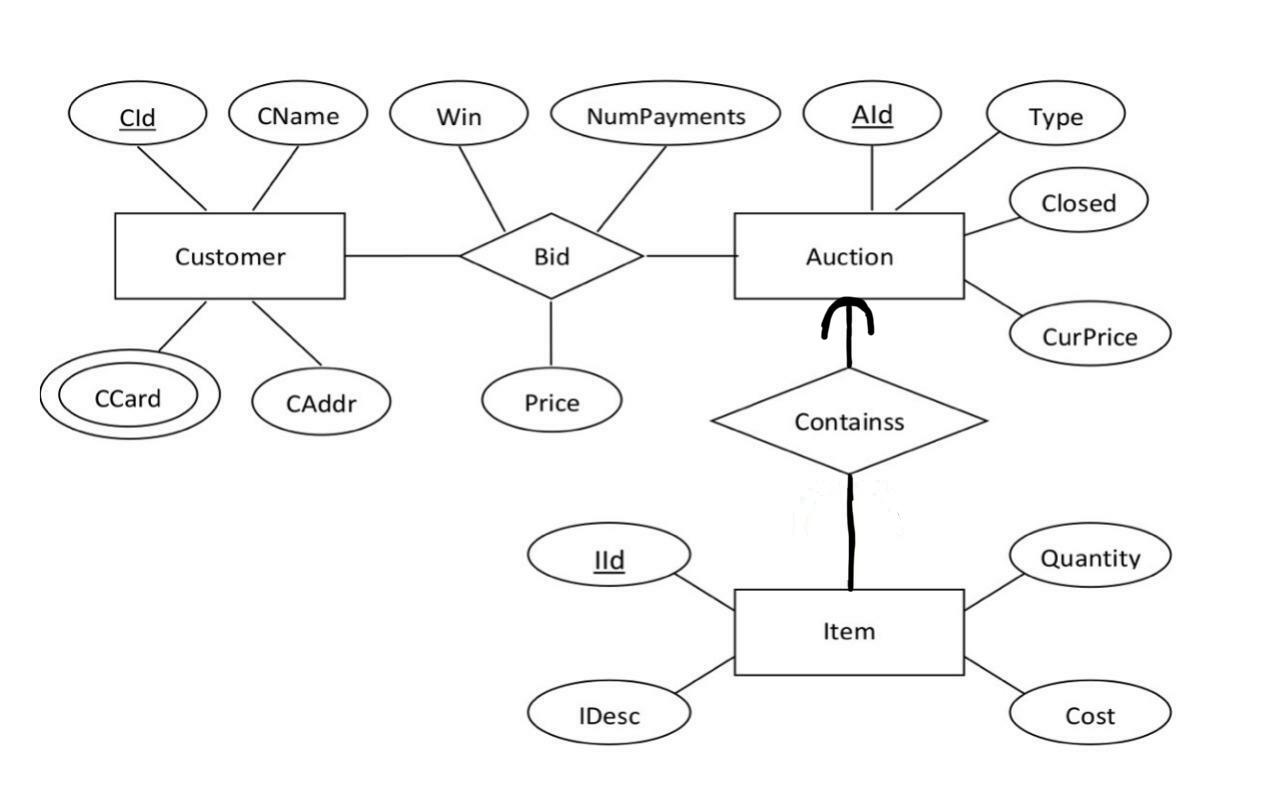 CId
CName
Win
NumPayments
AId
Type
Closed
Customer
Bid
Auction
CurPrice
CCard
CAddr
Price
Containss
IId
Quantity
Item
IDesc
Cost